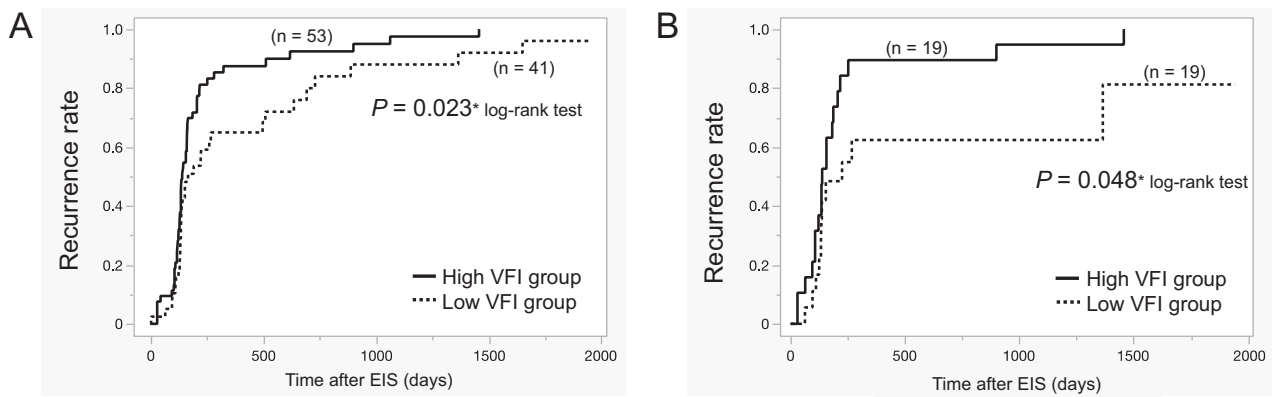 A
Recurrence rate
1.0
0.8
0.6
0.4
0.2
0
(n = 53)
(n = 41)
P = 0.023* log-rank test
High VFI group
Low VFI group
0
500
1000
1500
2000
Time after EIS (days)
B
Recurrence rate
1.0
0.8
0.6
0.4
0.2
0
(n = 19)
(n = 19)
P = 0.048* log-rank test
High VFI group
Low VFI group
0
500
1000
1500
2000
Time after EIS (days)